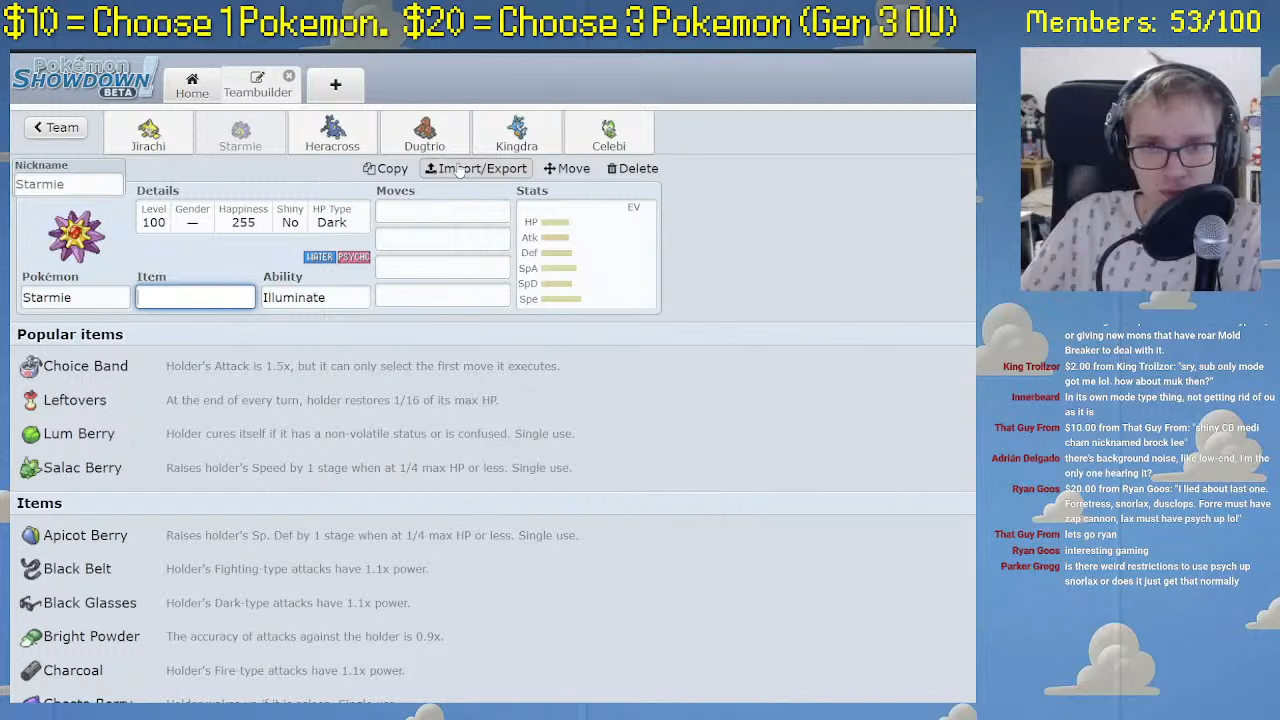 $10 = Choose 1 Pokemon. $20 = Choose 3 Pokemon (Gen 3 OU)
Members: 53/100
Pokémon
SHOWDOWN!
BETA
Home
Teambuilder
+
Team
Jirachi
Starmie
Heracross
Dugtrio
Kingdra
Celebi
Nickname
Starmie
Copy
Import/Export
Move
Delete
Details
Moves
Stats
Level
Gender
Happiness
Shiny
HP Type
100
—
255
No
Dark
EV
HP
Atk
Def
SpA
SpD
Spe
WATER
PSYCHC
Pokémon
Item
Ability
Starmie
Illuminate
Popular items
Choice Band
Holder's Attack is 1.5x, but it can only select the first move it executes.
Leftovers
At the end of every turn, holder restores 1/16 of its max HP.
Lum Berry
Holder cures itself if it has a non-volatile status or is confused. Single use.
Salac Berry
Raises holder's Speed by 1 stage when at 1/4 max HP or less. Single use.
Items
Apicot Berry
Raises holder's Sp. Def by 1 stage when at 1/4 max HP or less. Single use.
Black Belt
Holder's Fighting-type attacks have 1.1x power.
Black Glasses
Holder's Dark-type attacks have 1.1x power.
Bright Powder
The accuracy of attacks against the holder is 0.9x.
Charcoal
Holder's Fire-type attacks have 1.1x power.
or giving new mons that have roar Mold
Breaker to deal with it.
King Trollzor $2.00 from King Trollzor: "sry, sub only mode
got me lol. how about muk then?"
Innerbeard In its own mode type thing, not getting rid of ou
as it is
That Guy From $10.00 from That Guy From: "shiny CB medi
cham nicknamed brock lee"
Adrián Delgado there's background noise, like low-end, I'm the
only one hearing it?
Ryan Goos $20.00 from Ryan Goos: "I lied about last one.
Forretress, snorlax, dusclops. Forre must have
zap cannon, lax must have psych up lol"
That Guy From lets go ryan
Ryan Goos interesting gaming
Parker Gregg is there weird restrictions to use psych up
snorlax or does it just get that normally